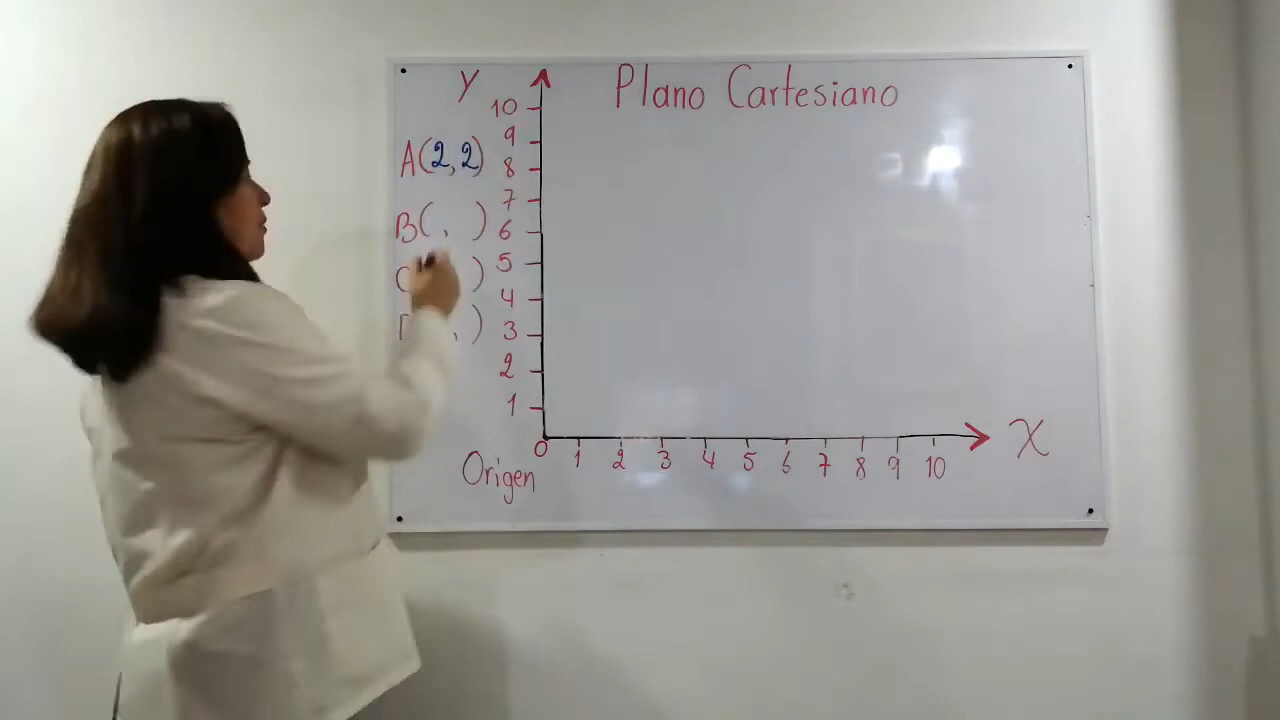 Plano Cartesiano
Y
10
9
A(2,2)
8
7
B( , )
6
5
4
3
2
1
0
Origen
1 2 3 4 5 6 7 8 9 10
X